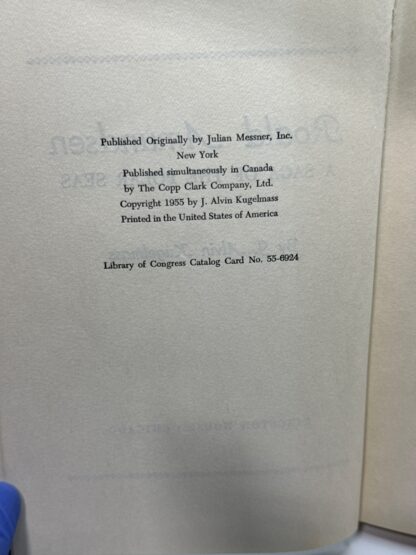 Published Originally by Julian Messner, Inc.
New York
Published simultaneously in Canada
by The Copp Clark Company, Ltd.
Copyright 1955 by J. Alvin Kugelmass
Printed in the United States of America
Library of Congress Catalog Card No. 55-6924